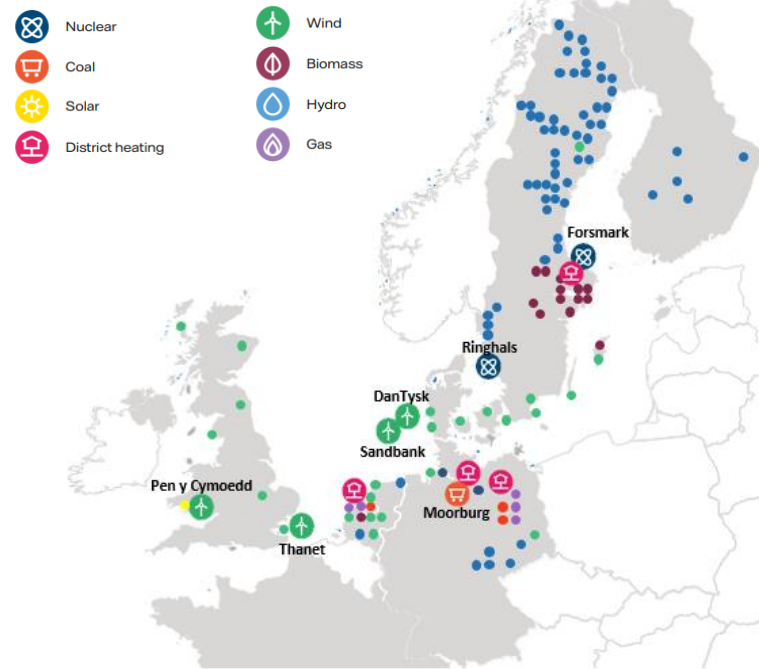 Nuclear
Coal
Solar
District heating
Wind
Biomass
Hydro
Gas
Forsmark
Ringhals
DanTysk
Sandbank
Pen y Cymoedd
Moorburg
Thanet